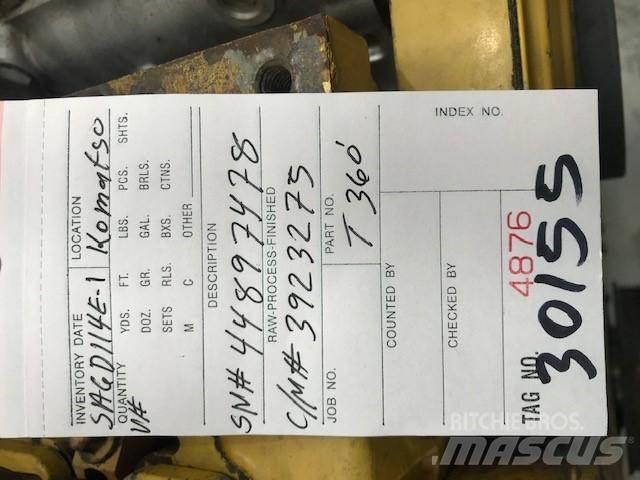 INVENTORY DATE LOCATION
SA6D114E-1 Komatso
QUANTITY YDS. FT. LBS. PCS. SHTS.
V#
DOZ. GR. GAL. BRLS.
SETS RLS. BXS. CTNS.
M C OTHER
DESCRIPTION
SN# 44897478
RAW-PROCESS-FINISHED
C/M# 3923275
JOB NO. PART NO.
T 360'
COUNTED BY
CHECKED BY
INDEX NO.
4876
TAG NO. 30155
RITCHIE BROS.
MASCUS